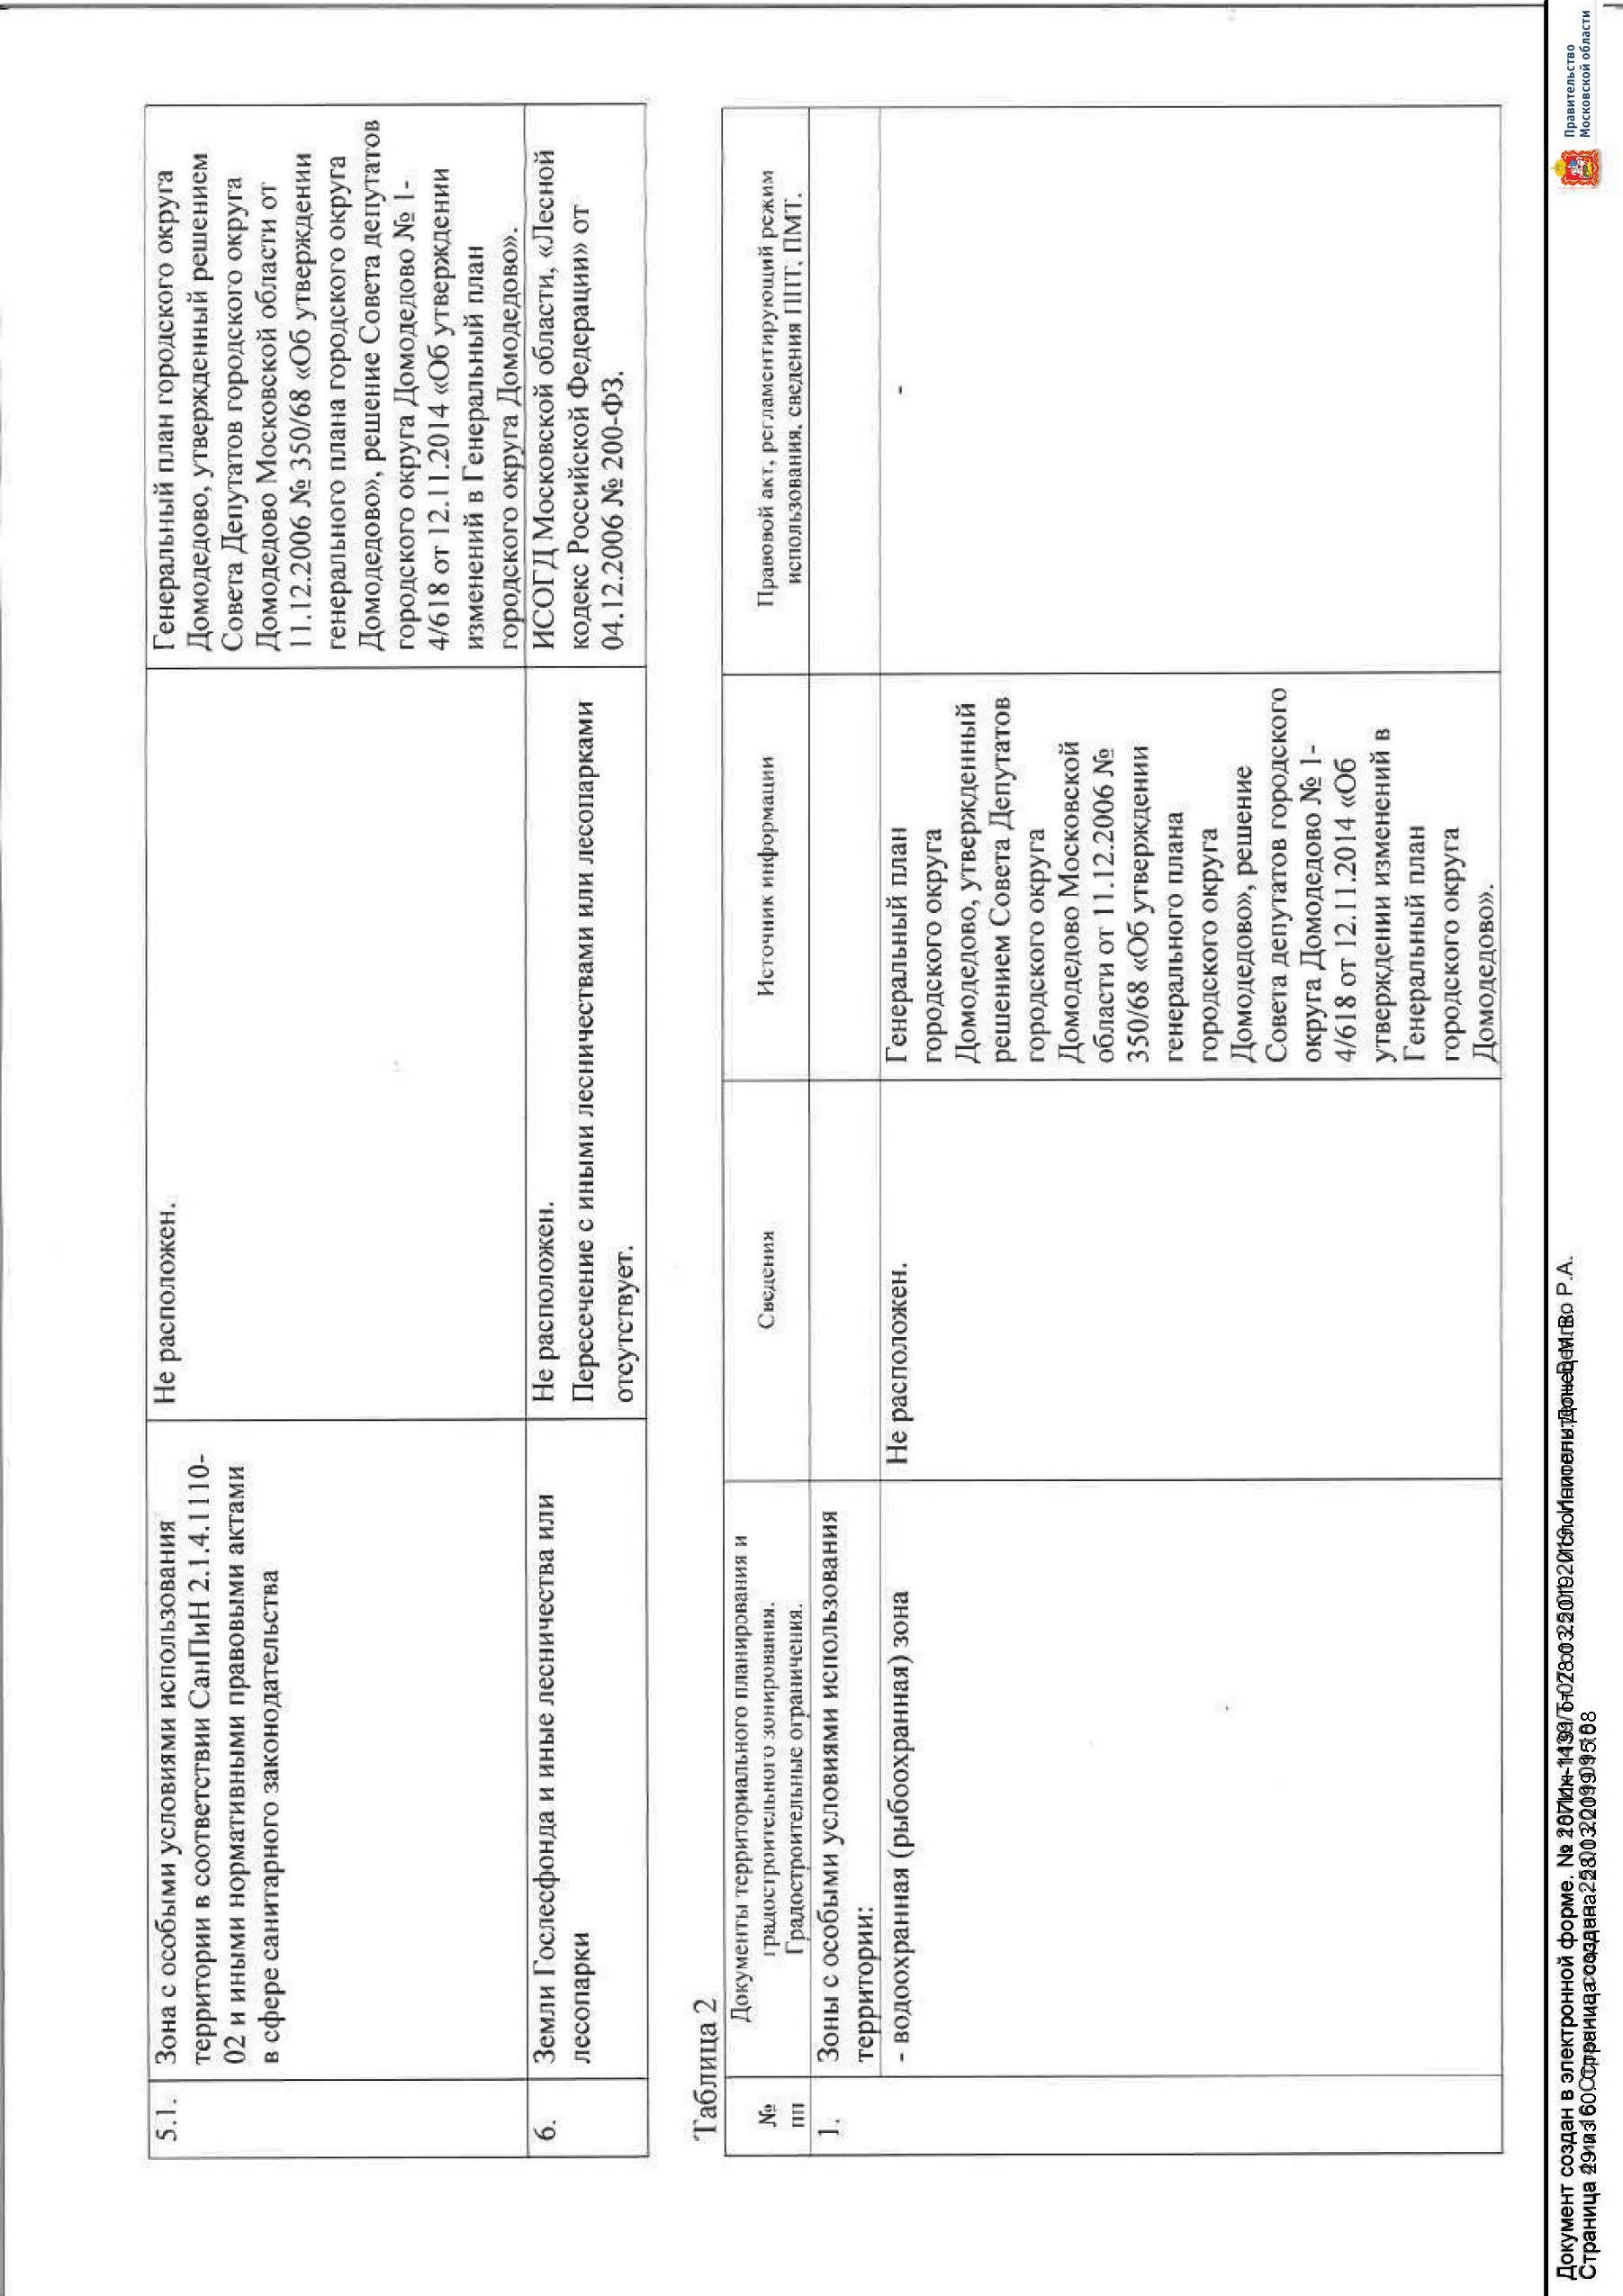 5.1.
Зона с особыми условиями использования
территории в соответствии СанПиН 2.1.4.1110-
02 и иными нормативными правовыми актами
в сфере санитарного законодательства
Не расположен.
Генеральный план городского округа
Домодедово, утвержденный решением
Совета Депутатов городского округа
Домодедово Московской области от
11.12.2006 № 350/68 «Об утверждении
генерального плана городского округа
Домодедово», решение Совета депутатов
городского округа Домодедово № 1-
4/618 от 12.11.2014 «Об утверждении
изменений в Генеральный план
городского округа Домодедово».
6.
Земли Гослесфонда и иные лесничества или
лесопарки
Не расположен.
Пересечение с иными лесничествами или лесопарками
отсутствует.
ИСОГД Московской области, «Лесной
кодекс Российской Федерации» от
04.12.2006 № 200-ФЗ.
Таблица 2
№
пп
Документы территориального планирования и
градостроительного зонирования.
Градостроительные ограничения.
Сведения
Источник информации
Правовой акт, регламентирующий режим
использования, сведения ППТ, ПМТ.
1.
Зоны с особыми условиями использования
территории:
- водоохранная (рыбоохранная) зона
Не расположен.
Генеральный план
городского округа
Домодедово, утвержденный
решением Совета Депутатов
городского округа
Домодедово Московской
области от 11.12.2006 №
350/68 «Об утверждении
генерального плана
городского округа
Домодедово», решение
Совета депутатов городского
округа Домодедово № 1-
4/618 от 12.11.2014 «Об
утверждении изменений в
Генеральный план
городского округа
Домодедово».
-
Документ создан в электронной форме. №
Страница
Правительство
Московской области